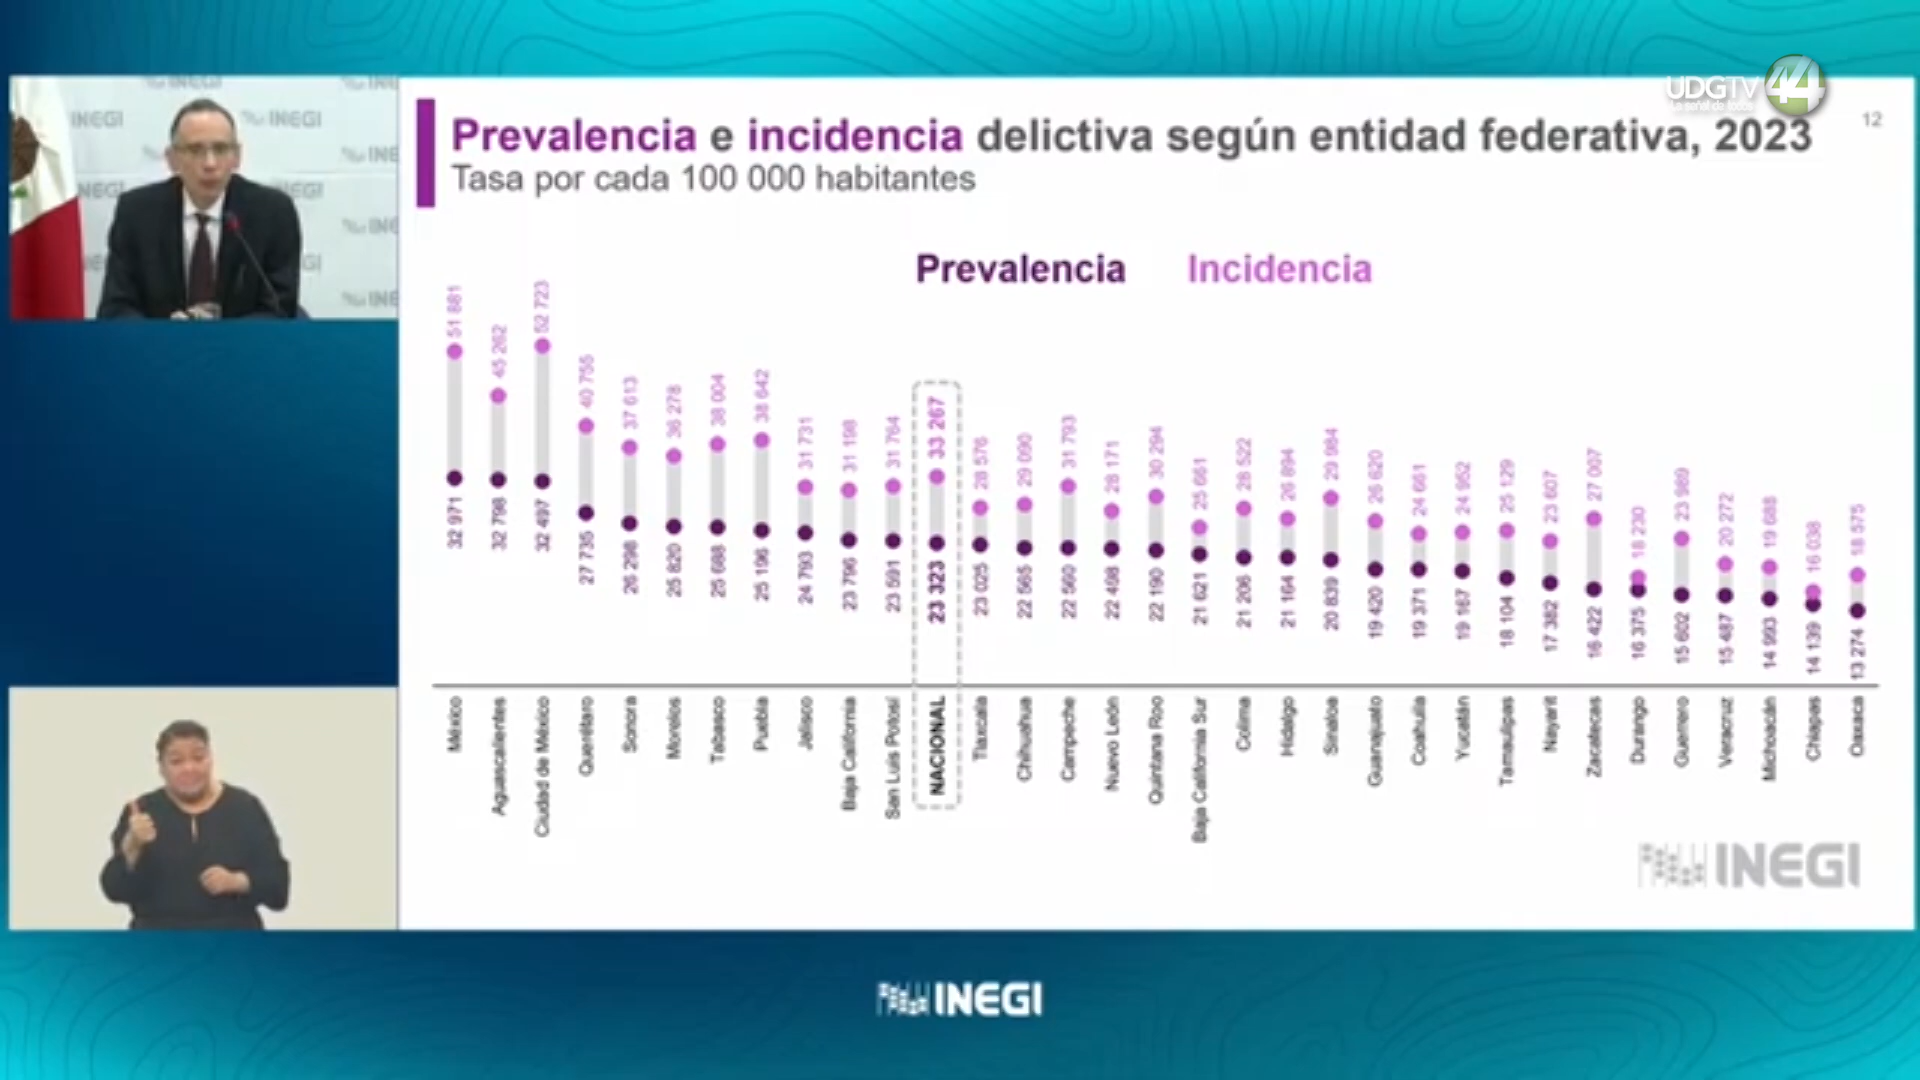 UDGTV 44
La señal de todos
INEGI
Prevalencia e incidencia delictiva según entidad federativa, 2023
12
Tasa por cada 100 000 habitantes
Prevalencia Incidencia
51 881
45 262
52 723
40 755
37 613
36 278
38 004
38 642
31 731
31 198
31 764
33 267
28 576
29 090
31 793
28 171
30 294
25 661
28 522
26 894
29 984
26 620
24 661
24 952
25 129
23 607
27 007
18 230
23 989
20 272
19 688
16 038
18 575
32 971
32 798
32 497
27 735
26 298
25 820
25 688
25 196
24 793
23 796
23 591
23 323
23 025
22 565
22 560
22 498
22 190
21 621
21 206
21 164
20 839
19 420
19 371
19 167
18 104
17 382
16 422
16 375
15 602
15 487
14 993
14 139
13 274
México
Aguascalientes
Ciudad de México
Querétaro
Sonora
Morelos
Tabasco
Puebla
Jalisco
Baja California
San Luis Potosí
NACIONAL
Tlaxcala
Chihuahua
Campeche
Nuevo León
Quintana Roo
Baja California Sur
Colima
Hidalgo
Sinaloa
Guanajuato
Coahuila
Yucatán
Tamaulipas
Nayarit
Zacatecas
Durango
Guerrero
Veracruz
Michoacán
Chiapas
Oaxaca
INEGI
INEGI